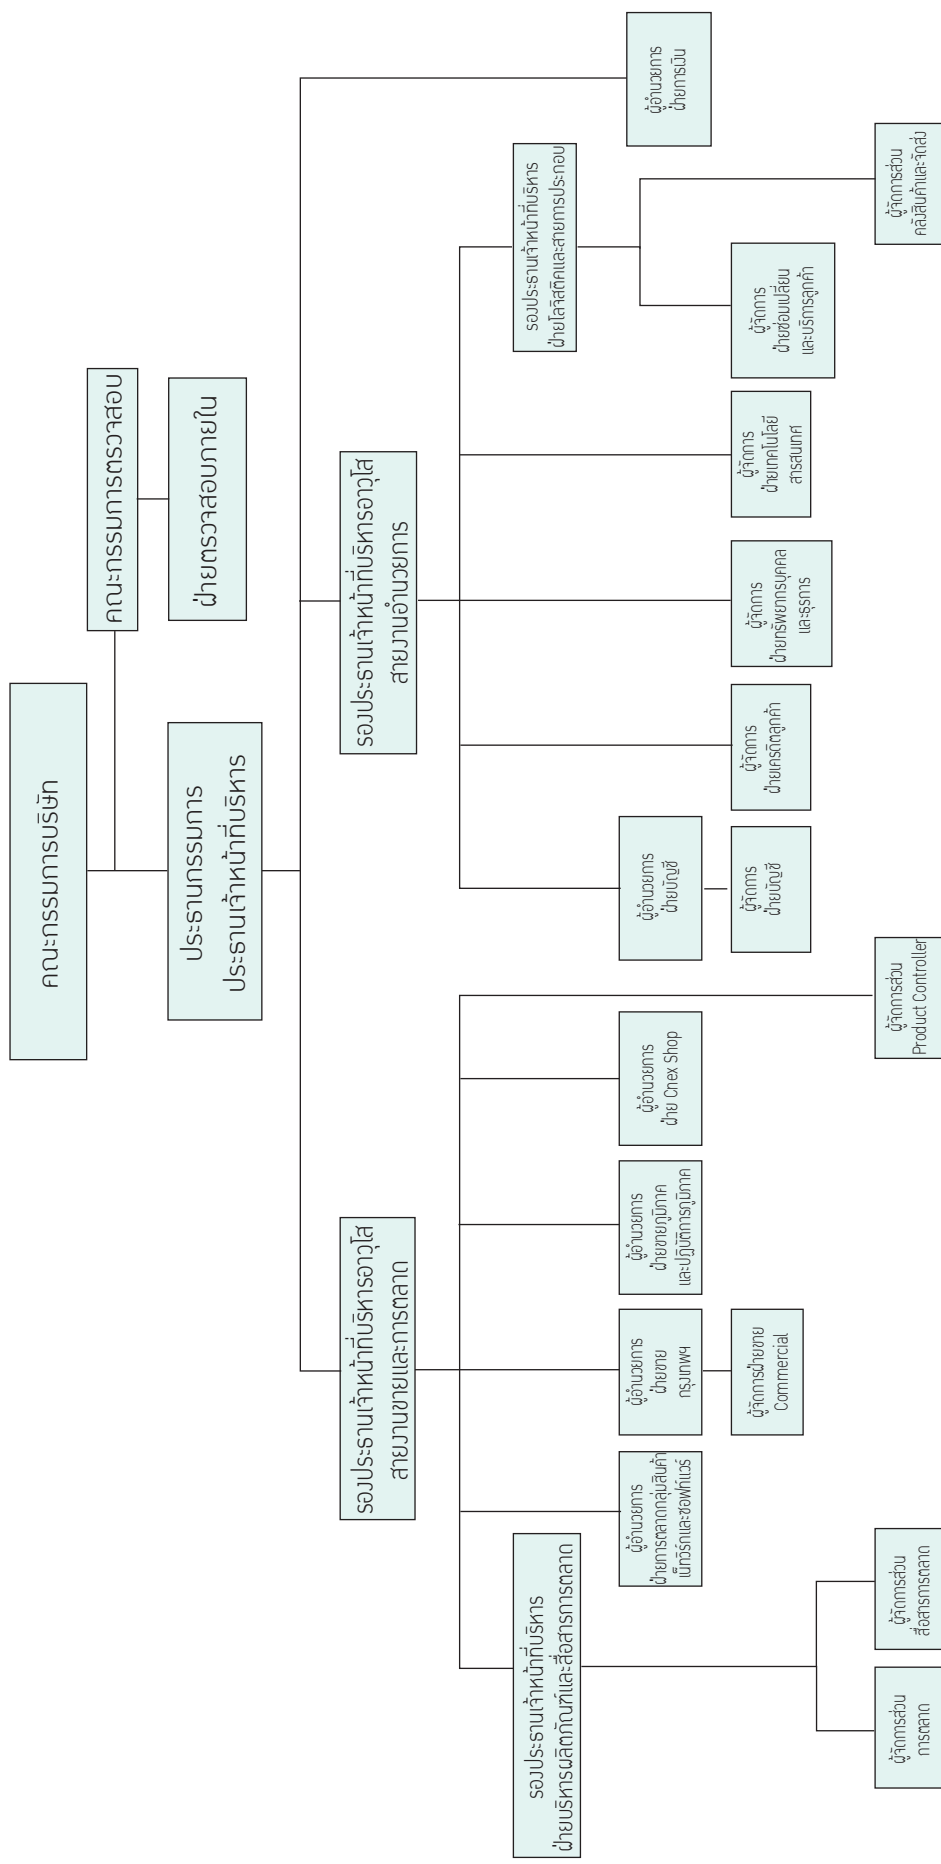 คณะกรรมการบริษัท
คณะกรรมการตรวจสอบ
ฝ่ายตรวจสอบภายใน
ประธานกรรมการ
ประธานเจ้าหน้าที่บริหาร
รองประธานเจ้าหน้าที่บริหารอาวุโส
สายงานขายและการตลาด
รองประธานเจ้าหน้าที่บริหารอาวุโส
สายงานอำนวยการ
รองประธานเจ้าหน้าที่บริหาร
ฝ่ายบริหารผลิตภัณฑ์และสื่อสารการตลาด
รองประธานเจ้าหน้าที่บริหาร
ฝ่ายโลจิสติคและสายการประกอบ
ผู้อำนวยการ
ฝ่ายการตลาดกลุ่มสินค้า
เน็ทวิร์กและซอฟท์แวร์
ผู้อำนวยการ
ฝ่ายขาย
กรุงเทพฯ
ผู้อำนวยการ
ฝ่ายขายภูมิภาค
และปฏิบัติการภูมิภาค
ผู้อำนวยการ
ฝ่าย Cnex Shop
ผู้อำนวยการ
ฝ่ายบัญชี
ผู้อำนวยการ
ฝ่ายการเงิน
ผู้จัดการฝ่ายขาย
Commercial
ผู้จัดการ
ฝ่ายบัญชี
ผู้จัดการ
ฝ่ายเครดิตลูกค้า
ผู้จัดการ
ฝ่ายทรัพยากรบุคคล
และธุรการ
ผู้จัดการ
ฝ่ายเทคโนโลยี
สารสนเทศ
ผู้จัดการ
ฝ่ายซ่อมเปลี่ยน
และบริการลูกค้า
ผู้จัดการส่วน
การตลาด
ผู้จัดการส่วน
สื่อสารการตลาด
ผู้จัดการส่วน
Product Controller
ผู้จัดการส่วน
คลังสินค้าและจัดส่ง